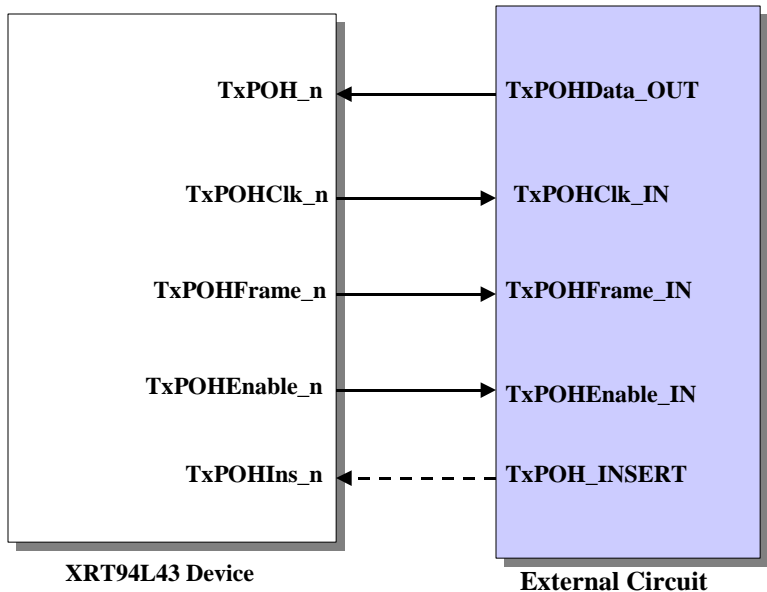 TxPOH_n TxPOHData_OUT
TxPOHClk_n TxPOHClk_IN
TxPOHFrame_n TxPOHFrame_IN
TxPOHEnable_n TxPOHEnable_IN
TxPOHIns_n TxPOH_INSERT
XRT94L43 Device External Circuit